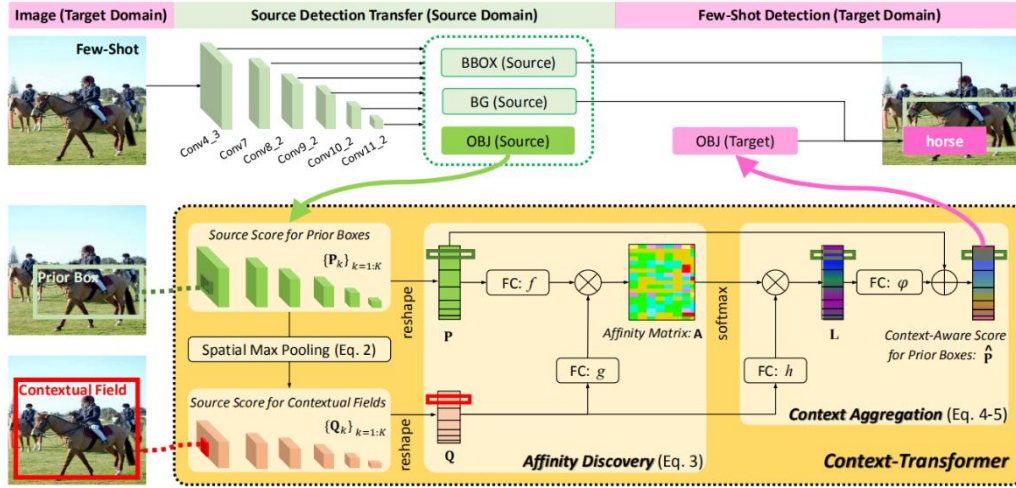 Image (Target Domain)
Source Detection Transfer (Source Domain)
Few-Shot Detection (Target Domain)
Few-Shot
Conv4_3
Conv7
Conv8_2
Conv9_2
Conv10_2
Conv11_2
BBOX (Source)
BG (Source)
OBJ (Source)
OBJ (Target)
horse
Prior Box
Contextual Field
Source Score for Prior Boxes
{P_k} k=1:K
Spatial Max Pooling (Eq. 2)
Source Score for Contextual Fields
{Q_k} k=1:K
reshape
reshape
P
Q
FC: f
FC: g
Affinity Matrix: A
Affinity Discovery (Eq. 3)
softmax
FC: h
L
FC: φ
Context-Aware Score
for Prior Boxes: P̂
Context Aggregation (Eq. 4-5)
Context-Transformer